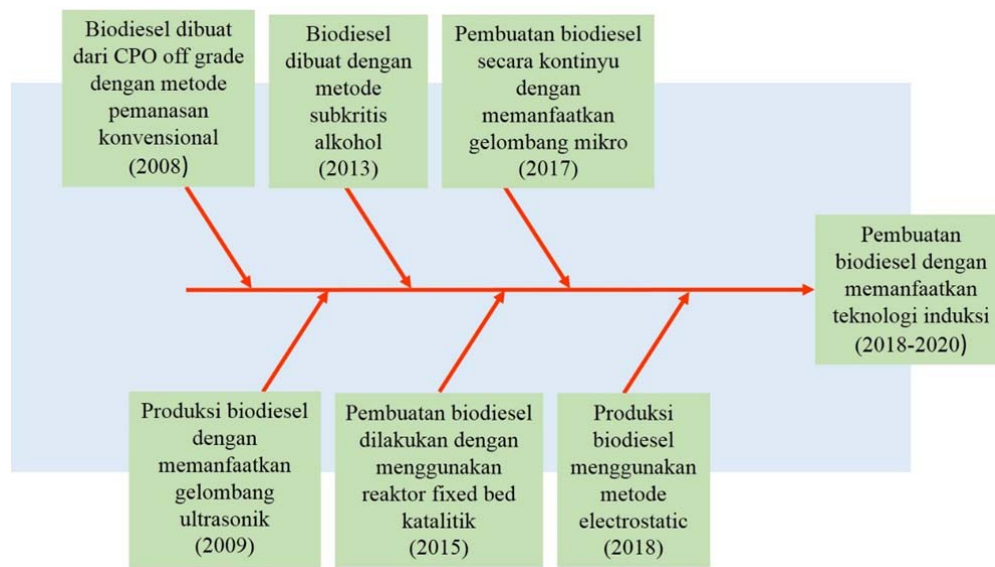 Biodiesel dibuat
dari CPO off grade
dengan metode
pemanasan
konvensional
(2008)
Biodiesel
dibuat dengan
metode
subkritis
alkohol
(2013)
Pembuatan biodiesel
secara kontinyu
dengan
memanfaatkan
gelombang mikro
(2017)
Pembuatan
biodiesel dengan
memanfaatkan
teknologi induksi
(2018-2020)
Produksi biodiesel
dengan
memanfaatkan
gelombang
ultrasonik
(2009)
Pembuatan biodiesel
dilakukan dengan
menggunakan
reaktor fixed bed
katalitik
(2015)
Produksi
biodiesel
menggunakan
metode
electrostatic
(2018)